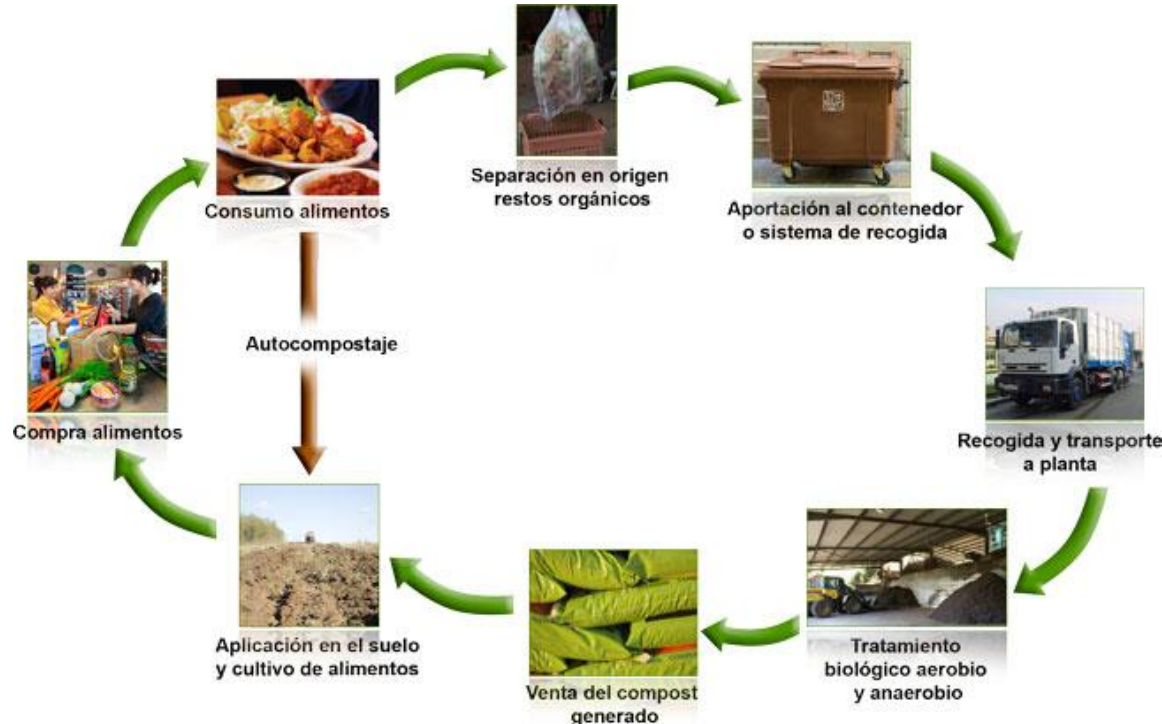 Consumo alimentos
Separación en origen
restos orgánicos
Aportación al contenedor
o sistema de recogida
Recogida y transporte
a planta
Tratamiento
biológico aerobio
y anaerobio
Venta del compost
generado
Aplicación en el suelo
y cultivo de alimentos
Compra alimentos
Autocompostaje